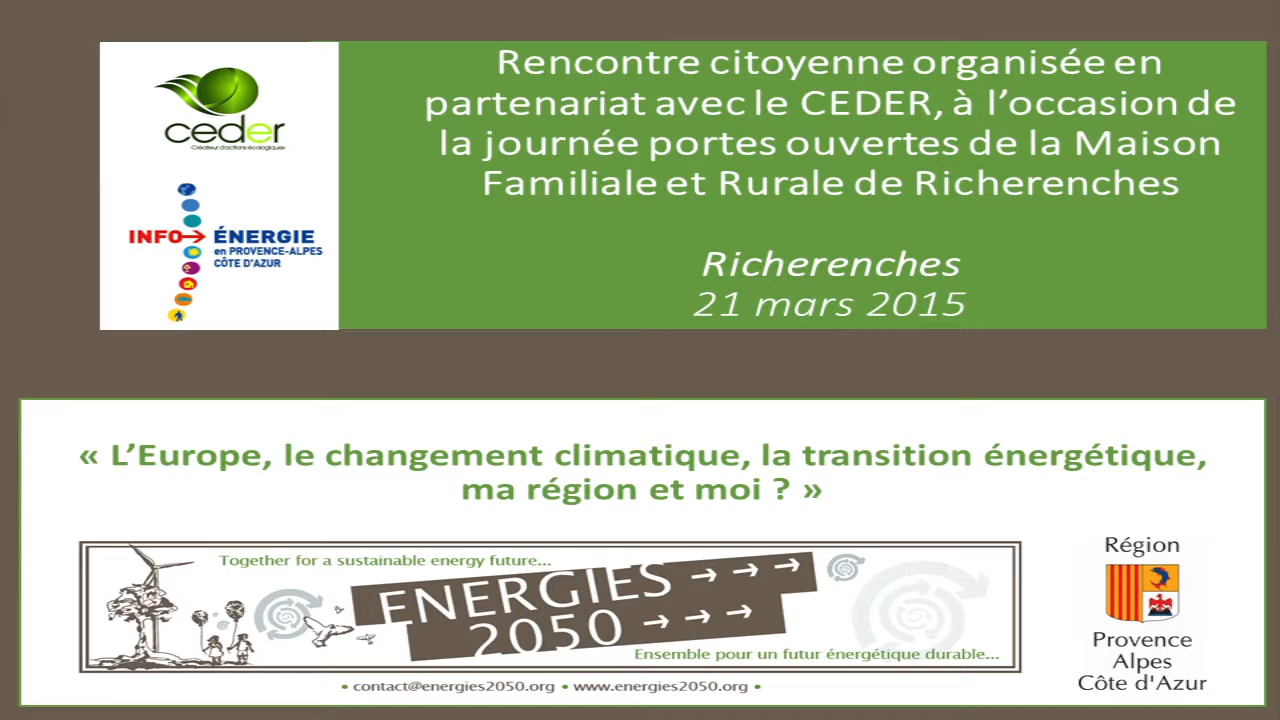 ceder
Créateur d'actions écologiques
INFO→ ÉNERGIE
en PROVENCE-ALPES
CÔTE D'AZUR
Rencontre citoyenne organisée en
partenariat avec le CEDER, à l’occasion de
la journée portes ouvertes de la Maison
Familiale et Rurale de Richerenches
Richerenches
21 mars 2015
« L’Europe, le changement climatique, la transition énergétique,
ma région et moi ? »
Together for a sustainable energy future...
ENERGIES → → →
2050 → → →
Ensemble pour un futur énergétique durable...
• contact@energies2050.org • www.energies2050.org •
Région
Provence
Alpes
Côte d'Azur